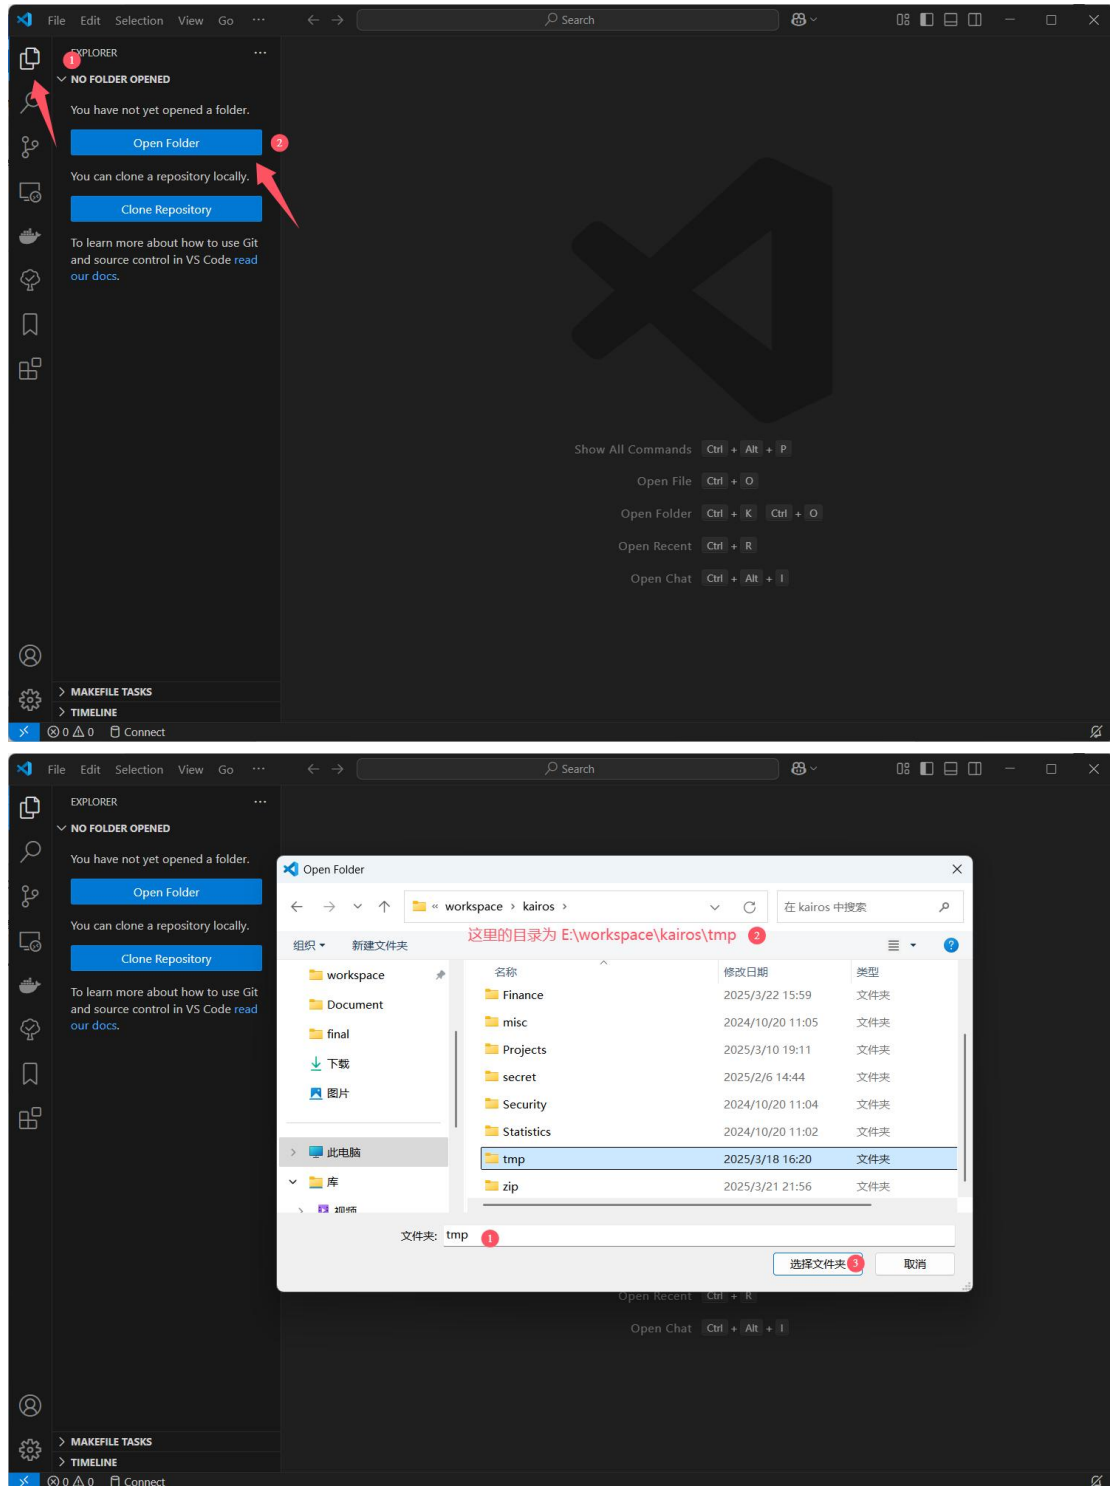 File Edit Selection View Go ··· Search
EXPLORER ···
1
NO FOLDER OPENED
You have not yet opened a folder.
Open Folder 2
You can clone a repository locally.
Clone Repository
To learn more about how to use Git
and source control in VS Code read
our docs.
Show All Commands Ctrl + Alt + P
Open File Ctrl + O
Open Folder Ctrl + K Ctrl + O
Open Recent Ctrl + R
Open Chat Ctrl + Alt + I
MAKEFILE TASKS
TIMELINE
0 0 Connect
File Edit Selection View Go ··· Search
EXPLORER ···
NO FOLDER OPENED
You have not yet opened a folder.
Open Folder
You can clone a repository locally.
Clone Repository
To learn more about how to use Git
and source control in VS Code read
our docs.
Open Folder
« workspace › kairos › 在 kairos 中搜索
这里的目录为 E:\workspace\kairos\tmp 2
组织 新建文件夹
workspace
Document
final
下载
图片
此电脑
库
视频
名称 修改日期 类型
Finance 2025/3/22 15:59 文件夹
misc 2024/10/20 11:05 文件夹
Projects 2025/3/10 19:11 文件夹
secret 2025/2/6 14:44 文件夹
Security 2024/10/20 11:04 文件夹
Statistics 2024/10/20 11:02 文件夹
tmp 2025/3/18 16:20 文件夹
zip 2025/3/21 21:56 文件夹
文件夹: tmp 1
选择文件夹 3 取消
Open Recent Ctrl + R
Open Chat Ctrl + Alt + I
MAKEFILE TASKS
TIMELINE
0 0 Connect